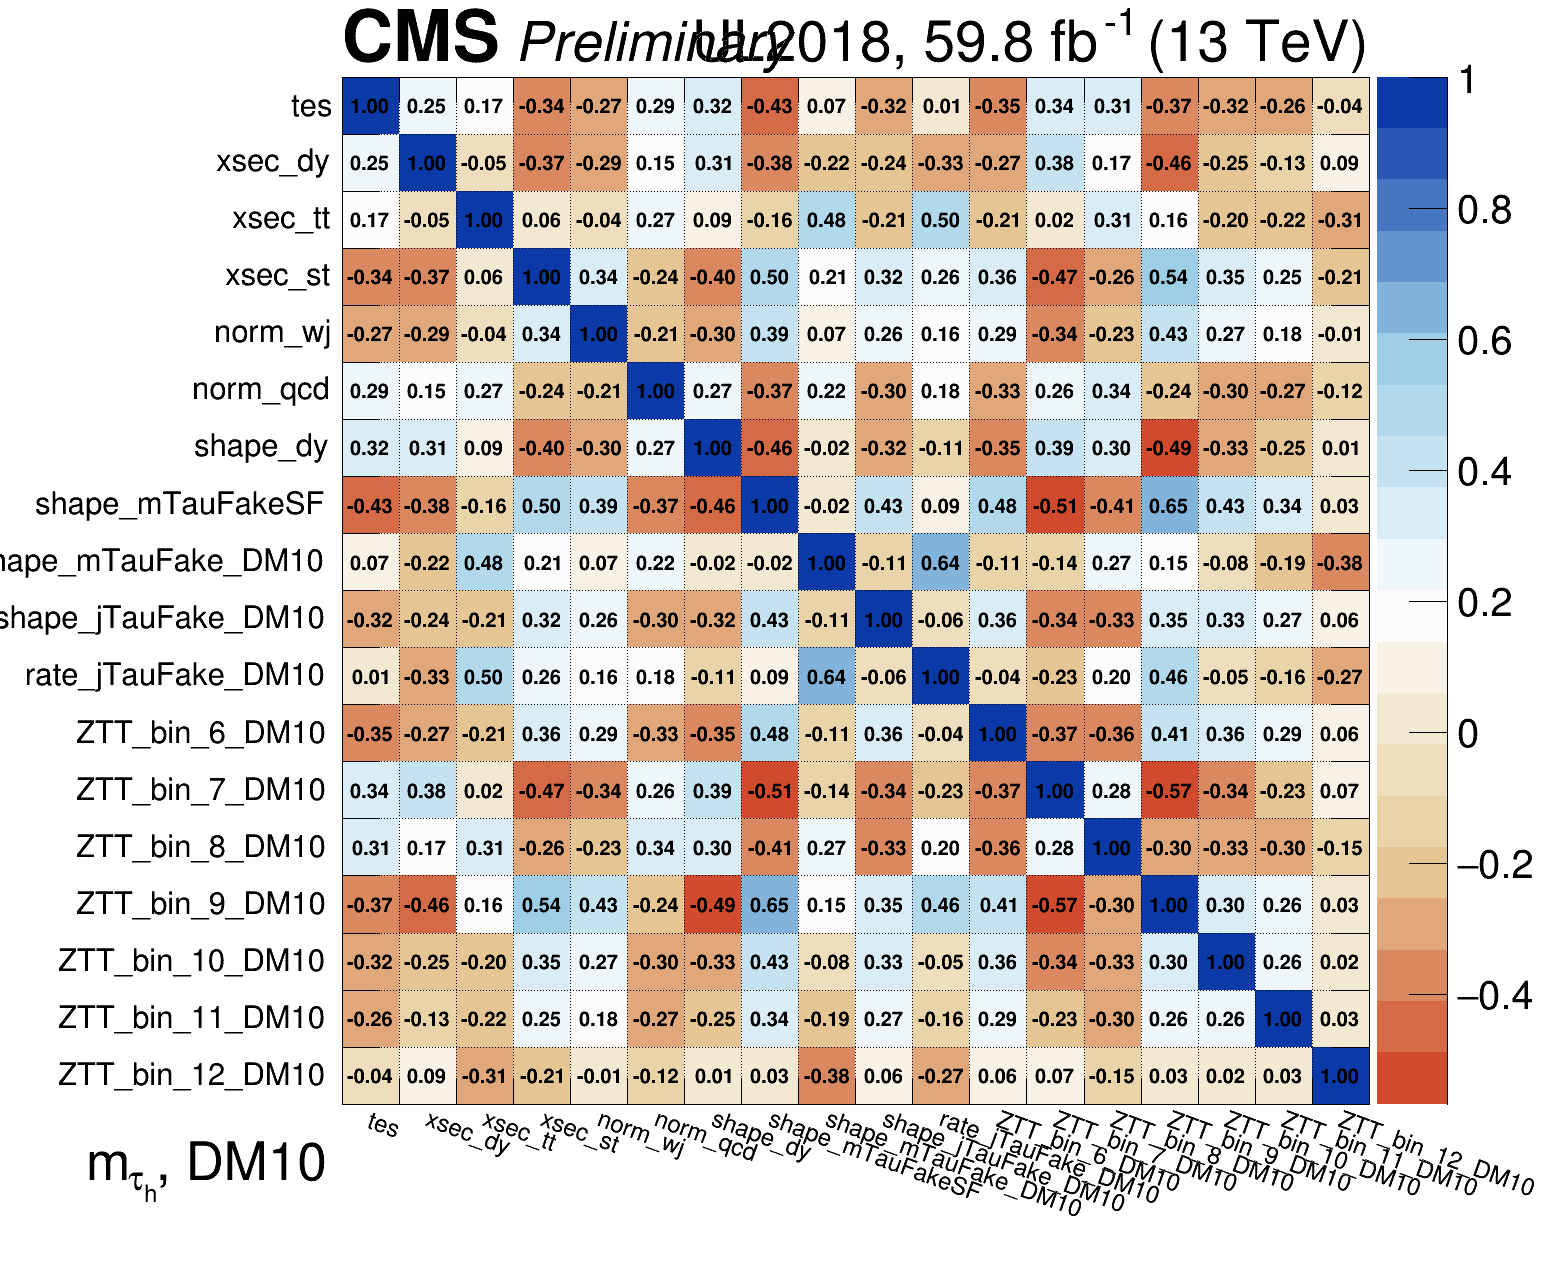 CMS Preliminary UL2018, 59.8 fb⁻¹ (13 TeV)
tes 1.00 0.25 0.17 -0.34 -0.27 0.29 0.32 -0.43 0.07 -0.32 0.01 -0.35 0.34 0.31 -0.37 -0.32 -0.26 -0.04
xsec_dy 0.25 1.00 -0.05 -0.37 -0.29 0.15 0.31 -0.38 -0.22 -0.24 -0.33 -0.27 0.38 0.17 -0.46 -0.25 -0.13 0.09
xsec_tt 0.17 -0.05 1.00 0.06 -0.04 0.27 0.09 -0.16 0.48 -0.21 0.50 -0.21 0.02 0.31 0.16 -0.20 -0.22 -0.31
xsec_st -0.34 -0.37 0.06 1.00 0.34 -0.24 -0.40 0.50 0.21 0.32 0.26 0.36 -0.47 -0.26 0.54 0.35 0.25 -0.21
norm_wj -0.27 -0.29 -0.04 0.34 1.00 -0.21 -0.30 0.39 0.07 0.26 0.16 0.29 -0.34 -0.23 0.43 0.27 0.18 -0.01
norm_qcd 0.29 0.15 0.27 -0.24 -0.21 1.00 0.27 -0.37 0.22 -0.30 0.18 -0.33 0.26 0.34 -0.24 -0.30 -0.27 -0.12
shape_dy 0.32 0.31 0.09 -0.40 -0.30 0.27 1.00 -0.46 -0.02 -0.32 -0.11 -0.35 0.39 0.30 -0.49 -0.33 -0.25 0.01
shape_mTauFakeSF -0.43 -0.38 -0.16 0.50 0.39 -0.37 -0.46 1.00 -0.02 0.43 0.09 0.48 -0.51 -0.41 0.65 0.43 0.34 0.03
hape_mTauFake_DM10 0.07 -0.22 0.48 0.21 0.07 0.22 -0.02 -0.02 1.00 -0.11 0.64 -0.11 -0.14 0.27 0.15 -0.08 -0.19 -0.38
shape_jTauFake_DM10 -0.32 -0.24 -0.21 0.32 0.26 -0.30 -0.32 0.43 -0.11 1.00 -0.06 0.36 -0.34 -0.33 0.35 0.33 0.27 0.06
rate_jTauFake_DM10 0.01 -0.33 0.50 0.26 0.16 0.18 -0.11 0.09 0.64 -0.06 1.00 -0.04 -0.23 0.20 0.46 -0.05 -0.16 -0.27
ZTT_bin_6_DM10 -0.35 -0.27 -0.21 0.36 0.29 -0.33 -0.35 0.48 -0.11 0.36 -0.04 1.00 -0.37 -0.36 0.41 0.36 0.29 0.06
ZTT_bin_7_DM10 0.34 0.38 0.02 -0.47 -0.34 0.26 0.39 -0.51 -0.14 -0.34 -0.23 -0.37 1.00 0.28 -0.57 -0.34 -0.23 0.07
ZTT_bin_8_DM10 0.31 0.17 0.31 -0.26 -0.23 0.34 0.30 -0.41 0.27 -0.33 0.20 -0.36 0.28 1.00 -0.30 -0.33 -0.30 -0.15
ZTT_bin_9_DM10 -0.37 -0.46 0.16 0.54 0.43 -0.24 -0.49 0.65 0.15 0.35 0.46 0.41 -0.57 -0.30 1.00 0.30 0.26 0.03
ZTT_bin_10_DM10 -0.32 -0.25 -0.20 0.35 0.27 -0.30 -0.33 0.43 -0.08 0.33 -0.05 0.36 -0.34 -0.33 0.30 1.00 0.26 0.02
ZTT_bin_11_DM10 -0.26 -0.13 -0.22 0.25 0.18 -0.27 -0.25 0.34 -0.19 0.27 -0.16 0.29 -0.23 -0.30 0.26 0.26 1.00 0.03
ZTT_bin_12_DM10 -0.04 0.09 -0.31 -0.21 -0.01 -0.12 0.01 0.03 -0.38 0.06 -0.27 0.06 0.07 -0.15 0.03 0.02 0.03 1.00
1
0.8
0.6
0.4
0.2
0
−0.2
−0.4
tes
xsec_dy
xsec_tt
xsec_st
norm_wj
norm_qcd
shape_dy
shape_mTauFakeSF
shape_mTauFake_DM10
shape_jTauFake_DM10
rate_jTauFake_DM10
ZTT_bin_6_DM10
ZTT_bin_7_DM10
ZTT_bin_8_DM10
ZTT_bin_9_DM10
ZTT_bin_10_DM10
ZTT_bin_11_DM10
ZTT_bin_12_DM10
m_τ_h, DM10